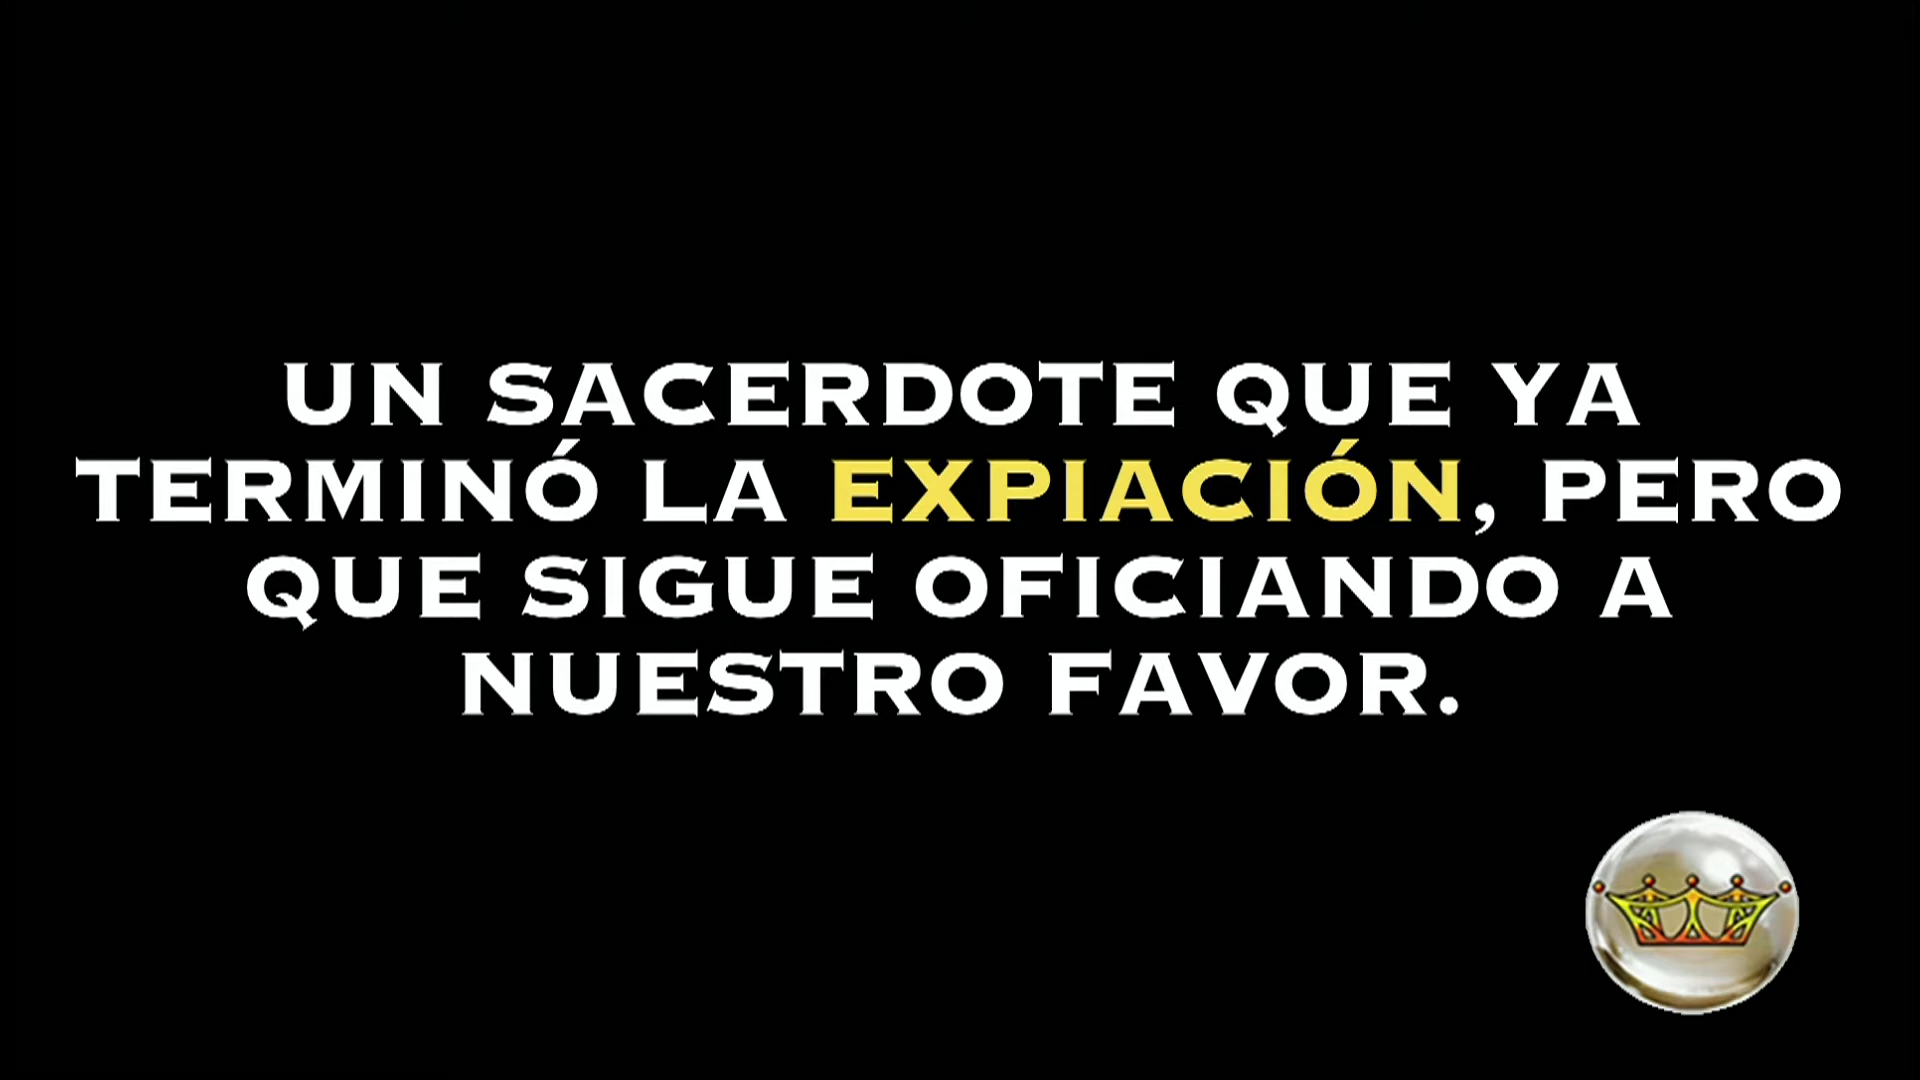 UN SACERDOTE QUE YA
TERMINÓ LA EXPIACIÓN, PERO
QUE SIGUE OFICIANDO A
NUESTRO FAVOR.